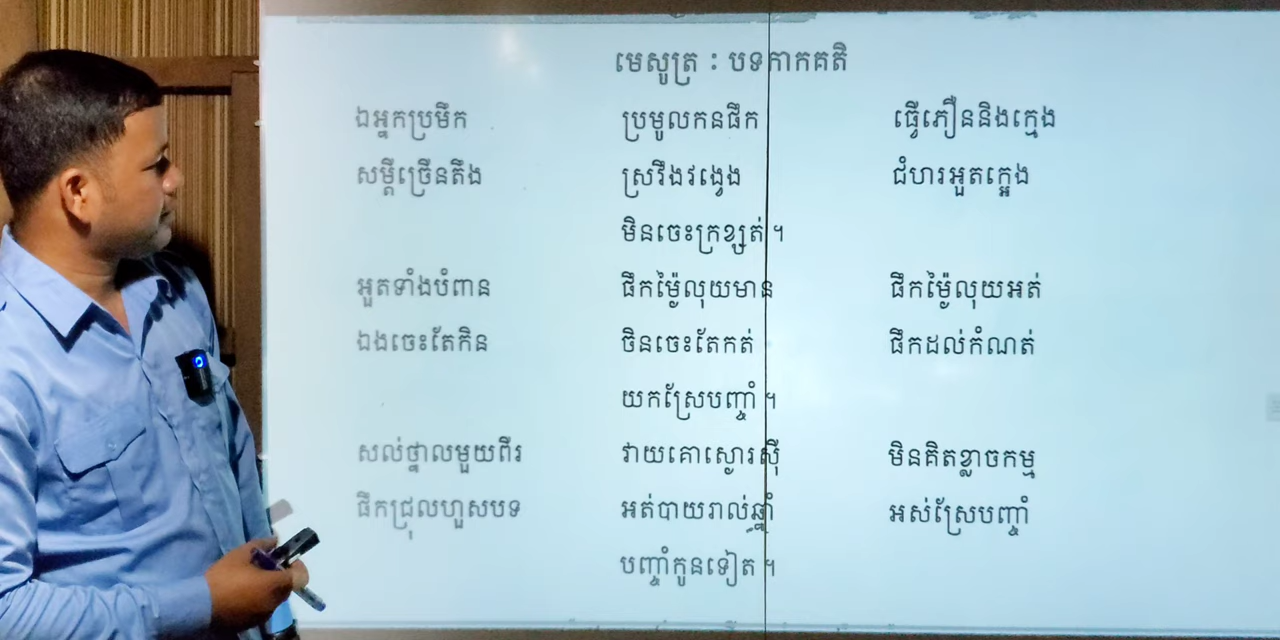 មេសូត្រ ៖ បទកាកគតិ
ឯអ្នកប្រមឹក ប្រមូលកនផឹក ធ្វើភឿននិងក្មេង
សម្ដីច្រើនតឹង ស្រវឹងវង្វេង ជំហរអួតក្អេង
មិនចេះក្រខ្សត់ ។
អួតទាំងបំពាន ផឹកម្ល៉ៃលុយមាន ផឹកម្ល៉ៃលុយអត់
ឯងចេះតែកិន ចិនចេះតែកត់ ផឹកដល់កំណត់
យកស្រែបញ្ចាំ ។
សល់ថ្នាលមួយពីរ វាយគោស្លោរស៊ី មិនគិតខ្លាចកម្ម
ផឹកជ្រុលហួសបទ អត់បាយរាល់ឆ្នាំ អស់ស្រែបញ្ចាំ
បញ្ចាំកូនទៀត ។